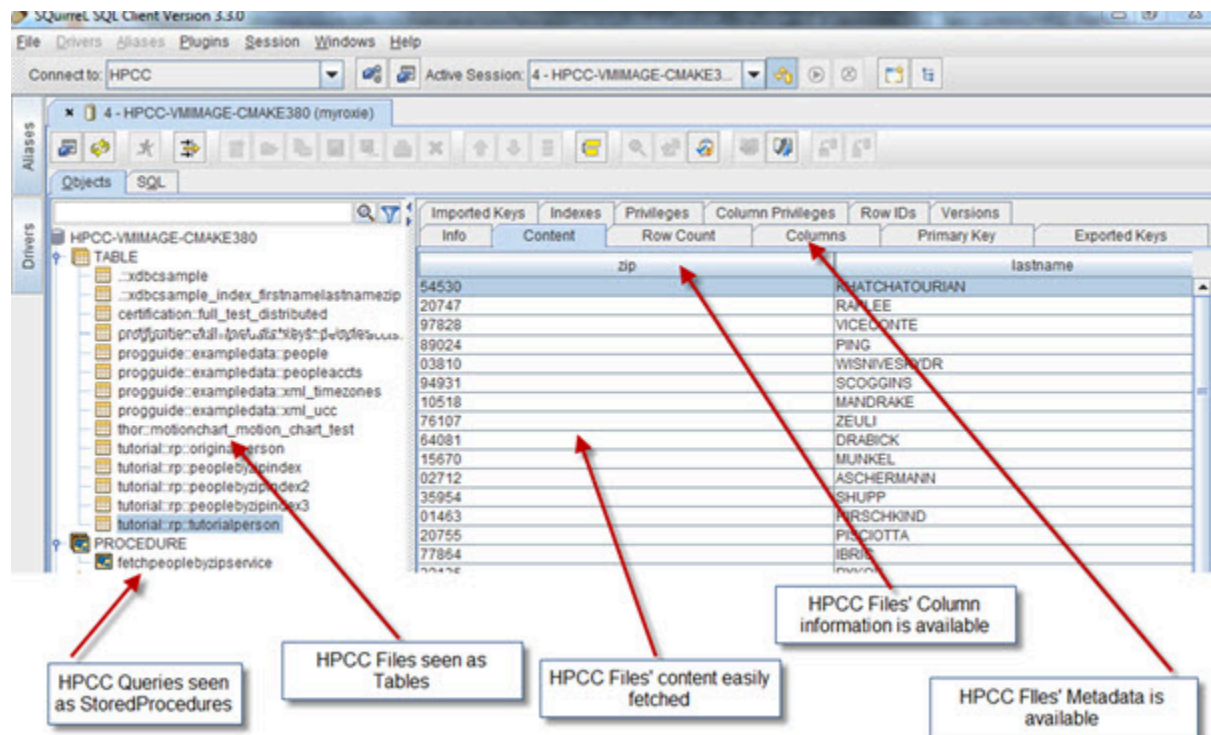 SQuirreL SQL Client Version 3.3.0
File Drivers Aliases Plugins Session Windows Help
Connect to: HPCC Active Session: 4 - HPCC-VMIMAGE-CMAKE3...
4 - HPCC-VMIMAGE-CMAKE380 (myroxie)
Aliases
Drivers
Objects SQL
HPCC-VMIMAGE-CMAKE380
TABLE
.::xdbcsample
.::xdbcsample_index_firstnamelastnamezip
certification::full_test_distributed
progguide::exampledata::people
progguide::exampledata::peopleaccts
progguide::exampledata::xml_timezones
progguide::exampledata::xml_ucc
thor::motionchart_motion_chart_test
tutorial::rp::originalperson
tutorial::rp::peoplebyzipindex
tutorial::rp::peoplebyzipindex2
tutorial::rp::peoplebyzipindex3
tutorial::rp::tutorialperson
PROCEDURE
fetchpeoplebyzipservice
Imported Keys Indexes Privileges Column Privileges Row IDs Versions
Info Content Row Count Columns Primary Key Exported Keys
zip lastname
54530 KHATCHATOURIAN
20747
97828 VICECONTE
89024 PING
03810
94931 SCOGGINS
10518 MANDRAKE
76107 ZEULI
64081 DRABICK
15670 MUNKEL
02712 ASCHERMANN
35954 SHUPP
01463 HIRSCHKIND
20755 PISCIOTTA
77864
HPCC Queries seen
as StoredProcedures
HPCC Files seen as
Tables
HPCC Files' content easily
fetched
HPCC Files' Column
information is available
HPCC FIles' Metadata is
available